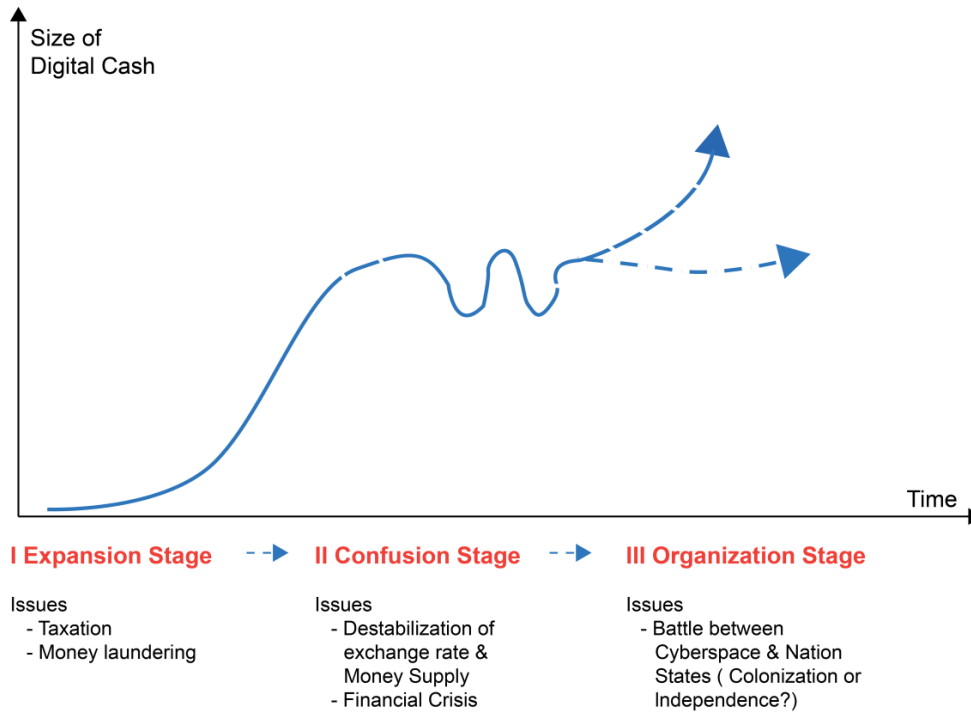 Size of
Digital Cash
Time
I Expansion Stage
II Confusion Stage
III Organization Stage
Issues
- Taxation
- Money laundering
Issues
- Destabilization of
exchange rate &
Money Supply
- Financial Crisis
Issues
- Battle between
Cyberspace & Nation
States ( Colonization or
Independence?)